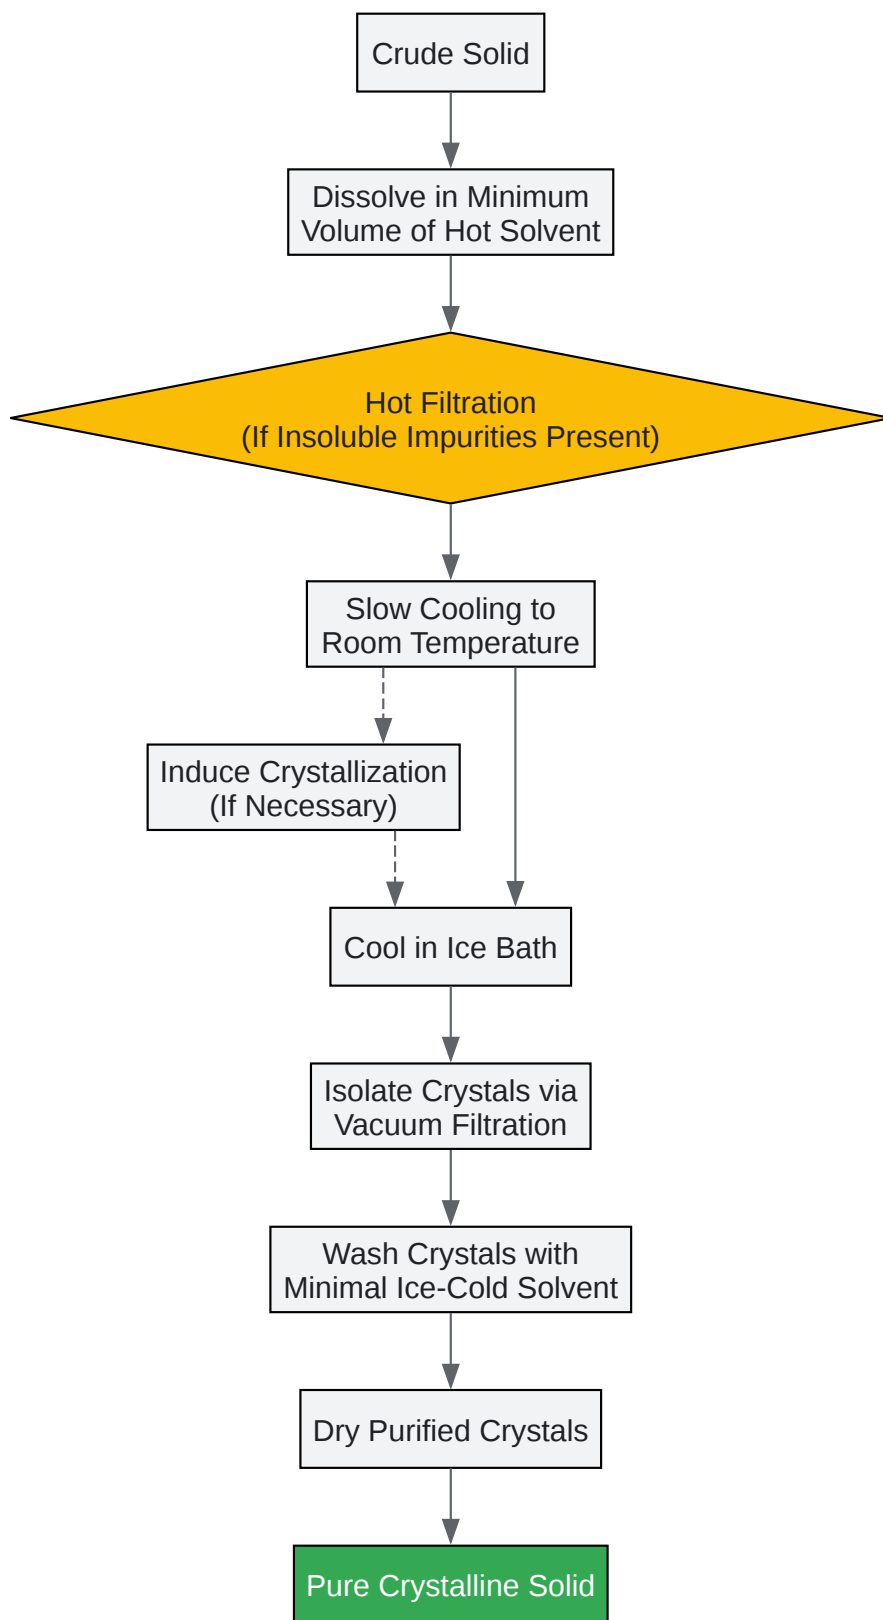 Crude Solid
Dissolve in Minimum
Volume of Hot Solvent
Hot Filtration
(If Insoluble Impurities Present)
Slow Cooling to
Room Temperature
Induce Crystallization
(If Necessary)
Cool in Ice Bath
Isolate Crystals via
Vacuum Filtration
Wash Crystals with
Minimal Ice-Cold Solvent
Dry Purified Crystals
Pure Crystalline Solid